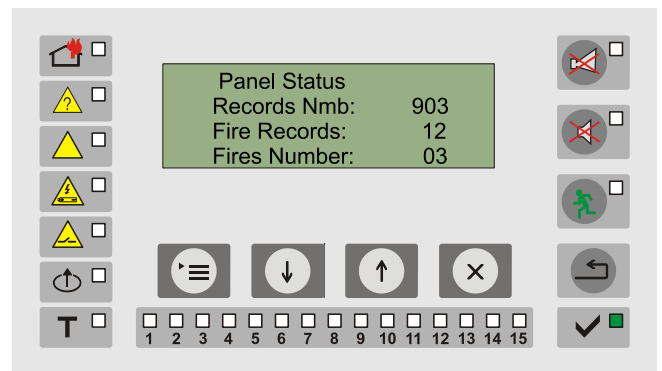 Panel Status
Records Nmb: 903
Fire Records: 12
Fires Number: 03
?
T
1 2 3 4 5 6 7 8 9 10 11 12 13 14 15